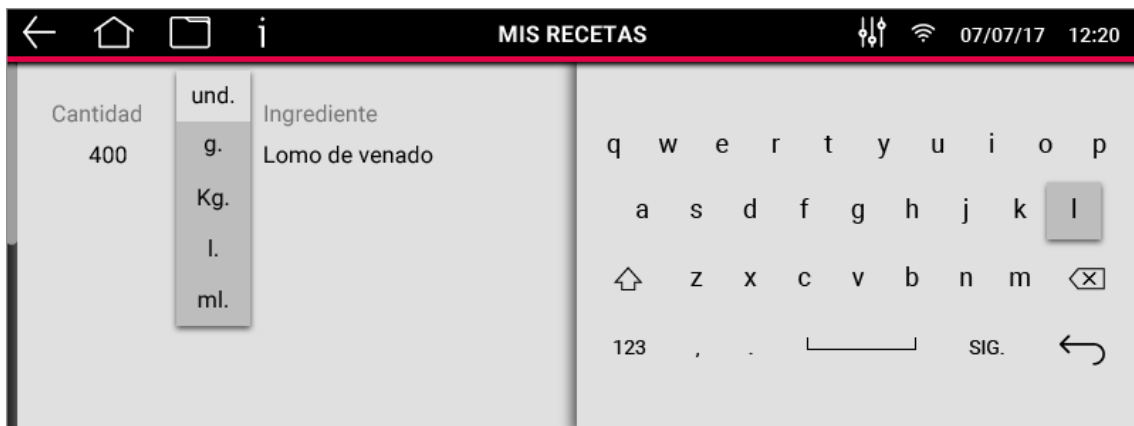 MIS RECETAS 07/07/17 12:20
Cantidad und. Ingrediente
400 g. Lomo de venado
Kg.
l.
ml.
q w e r t y u i o p
a s d f g h j k l
z x c v b n m
123 , . SIG.